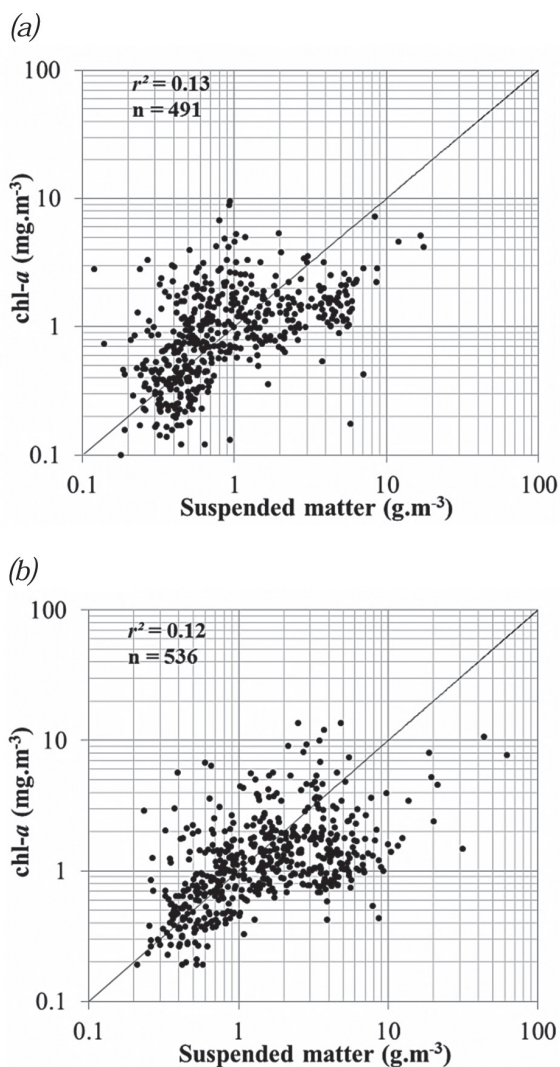 (a)
100
r² = 0.13
n = 491
10
chl-a (mg.m⁻³)
1
0.1
0.1 1 10 100
Suspended matter (g.m⁻³)
(b)
100
r² = 0.12
n = 536
10
chl-a (mg.m⁻³)
1
0.1
0.1 1 10 100
Suspended matter (g.m⁻³)